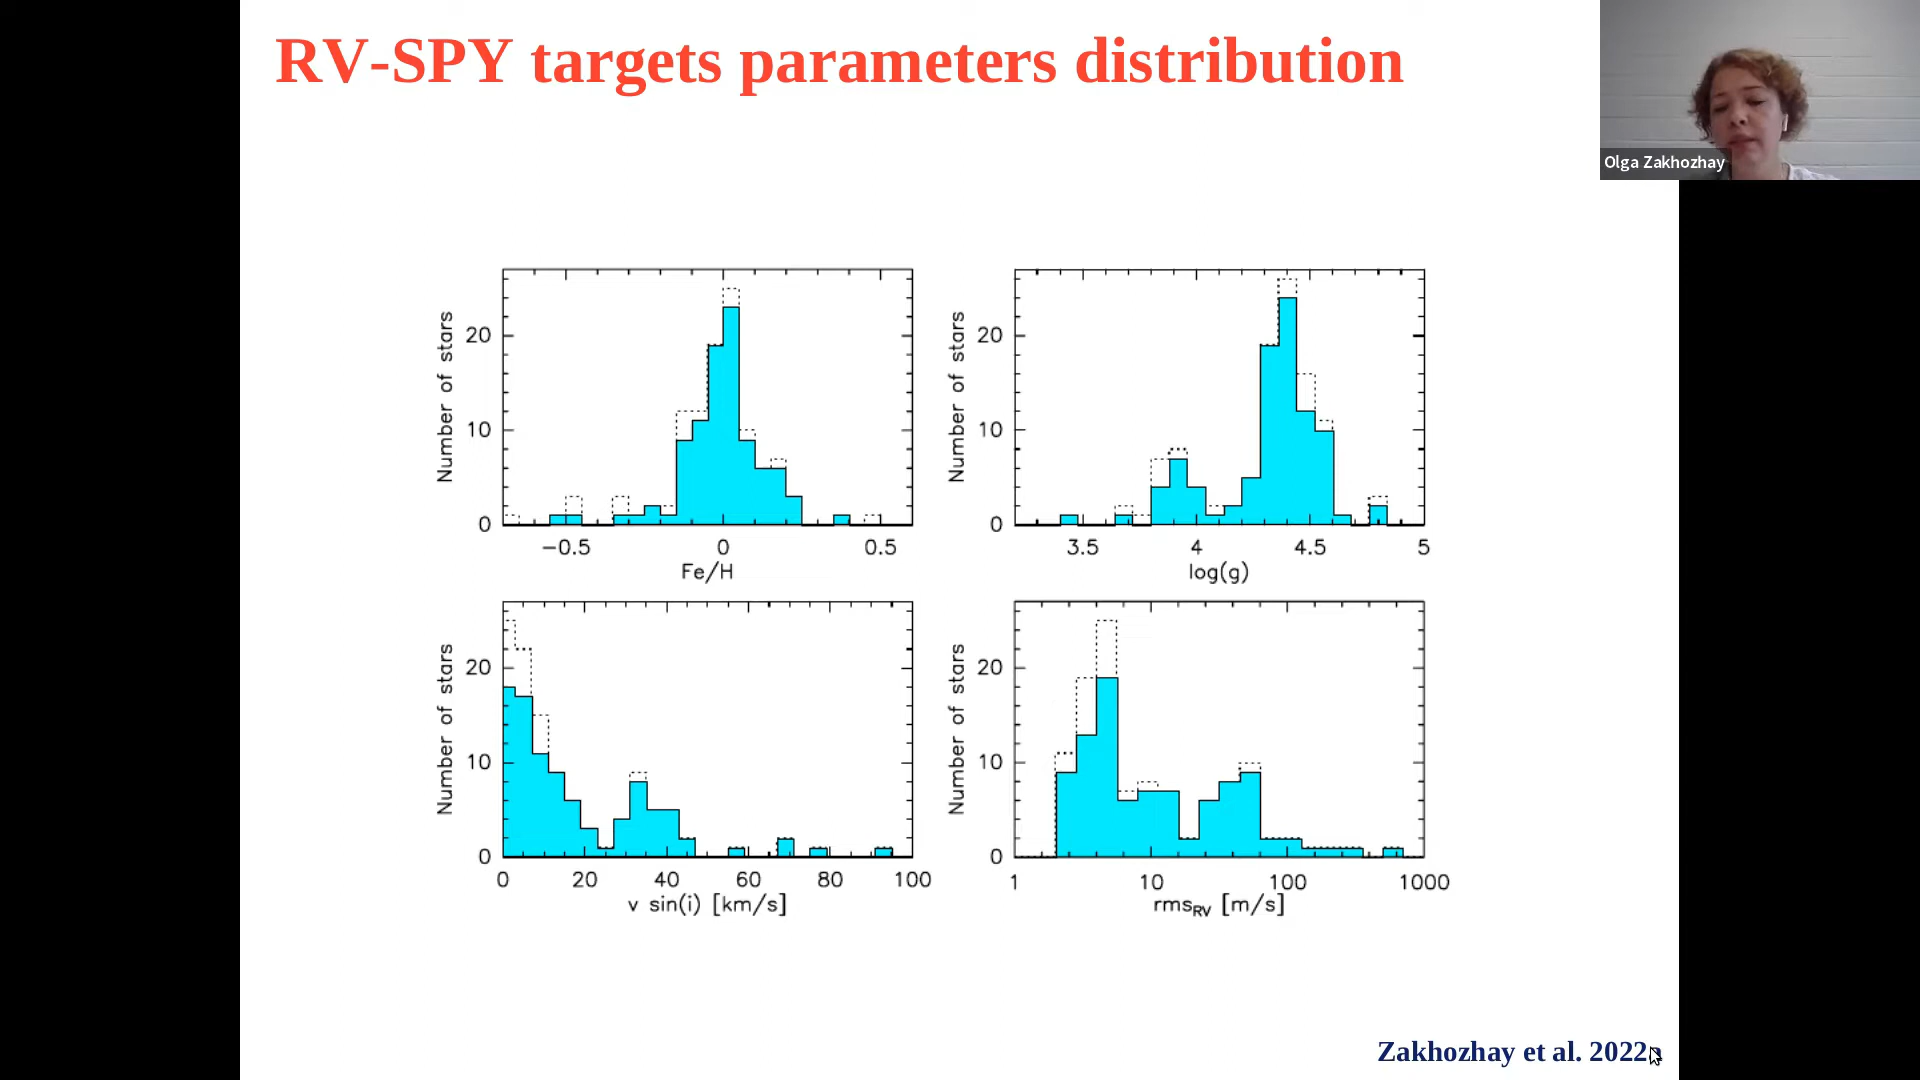 RV-SPY targets parameters distribution
Olga Zakhozhay
Number of stars
20
10
0
−0.5 0 0.5
Fe/H
Number of stars
20
10
0
3.5 4 4.5 5
log(g)
Number of stars
20
10
0
0 20 40 60 80 100
v sin(i) [km/s]
Number of stars
20
10
0
1 10 100 1000
rmsRV [m/s]
Zakhozhay et al.